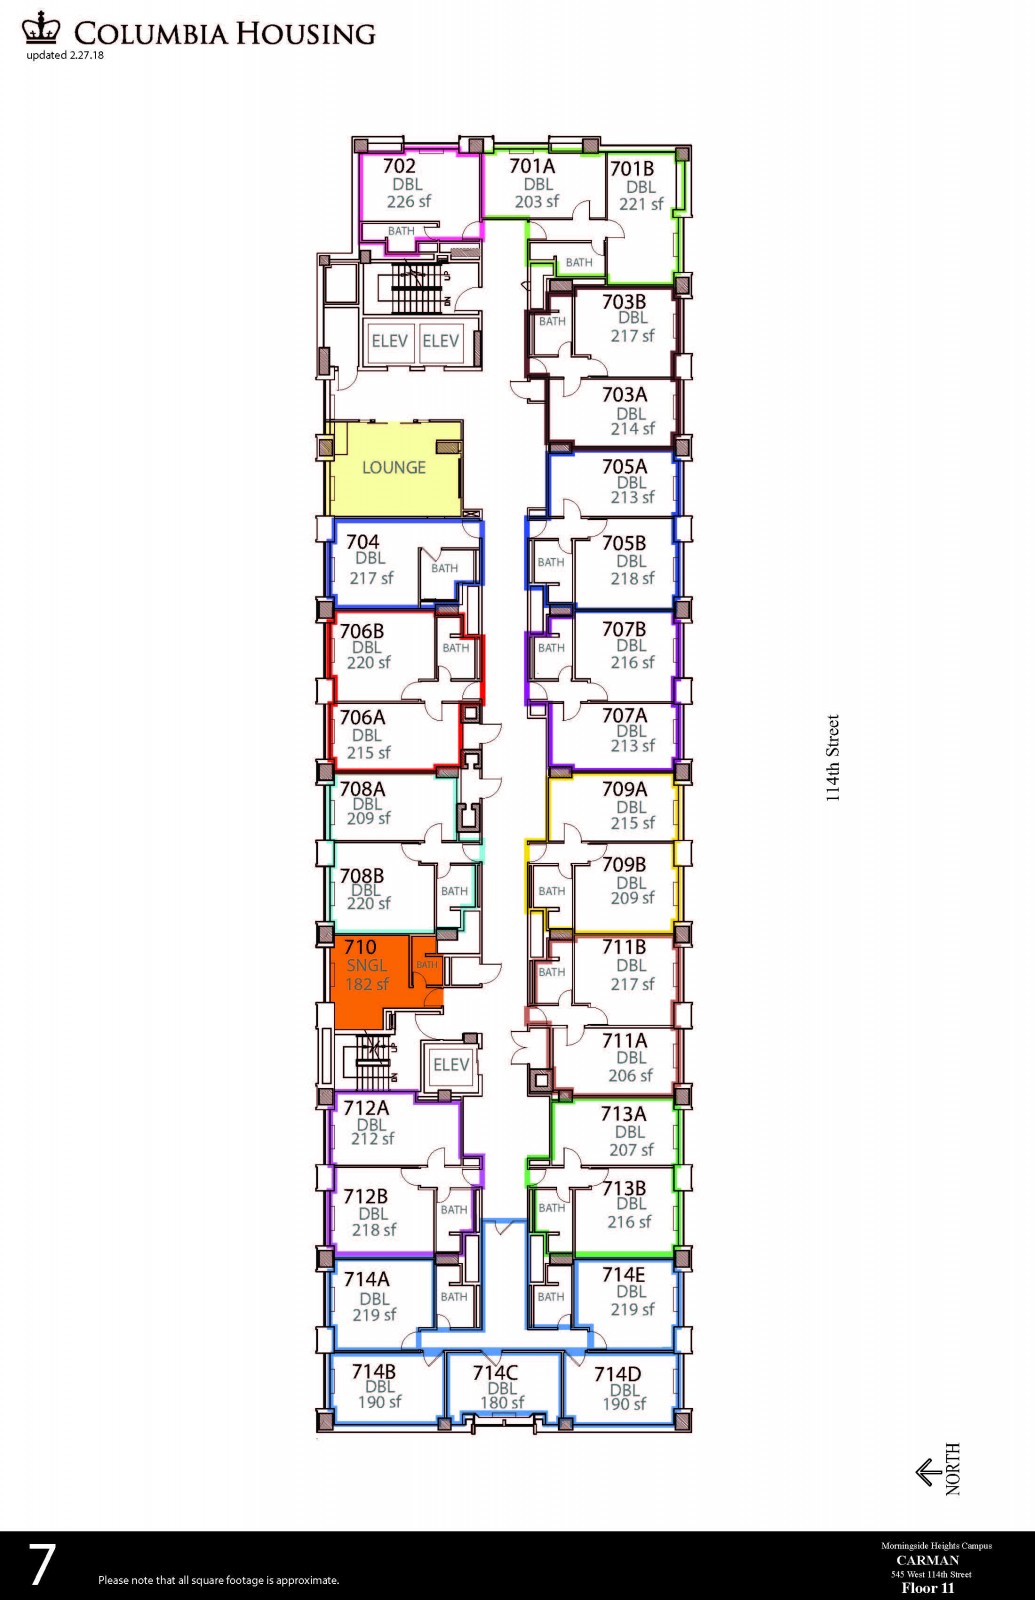 COLUMBIA HOUSING
updated 2.27.18
702
DBL
226 sf
BATH
701A
DBL
203 sf
701B
DBL
221 sf
BATH
UP
DN
ELEV
ELEV
703B
DBL
217 sf
BATH
703A
DBL
214 sf
LOUNGE
705A
DBL
213 sf
704
DBL
217 sf
BATH
705B
DBL
218 sf
BATH
706B
DBL
220 sf
BATH
707B
DBL
216 sf
BATH
706A
DBL
215 sf
707A
DBL
213 sf
114th Street
708A
DBL
209 sf
709A
DBL
215 sf
708B
DBL
220 sf
BATH
709B
DBL
209 sf
BATH
710
SNGL
182 sf
BATH
711B
DBL
217 sf
BATH
UP
DN
ELEV
711A
DBL
206 sf
712A
DBL
212 sf
713A
DBL
207 sf
712B
DBL
218 sf
BATH
713B
DBL
216 sf
BATH
714A
DBL
219 sf
BATH
714E
DBL
219 sf
BATH
714B
DBL
190 sf
714C
DBL
180 sf
714D
DBL
190 sf
NORTH
7
Please note that all square footage is approximate.
Morningside Heights Campus
CARMAN
545 West 114th Street
Floor 11